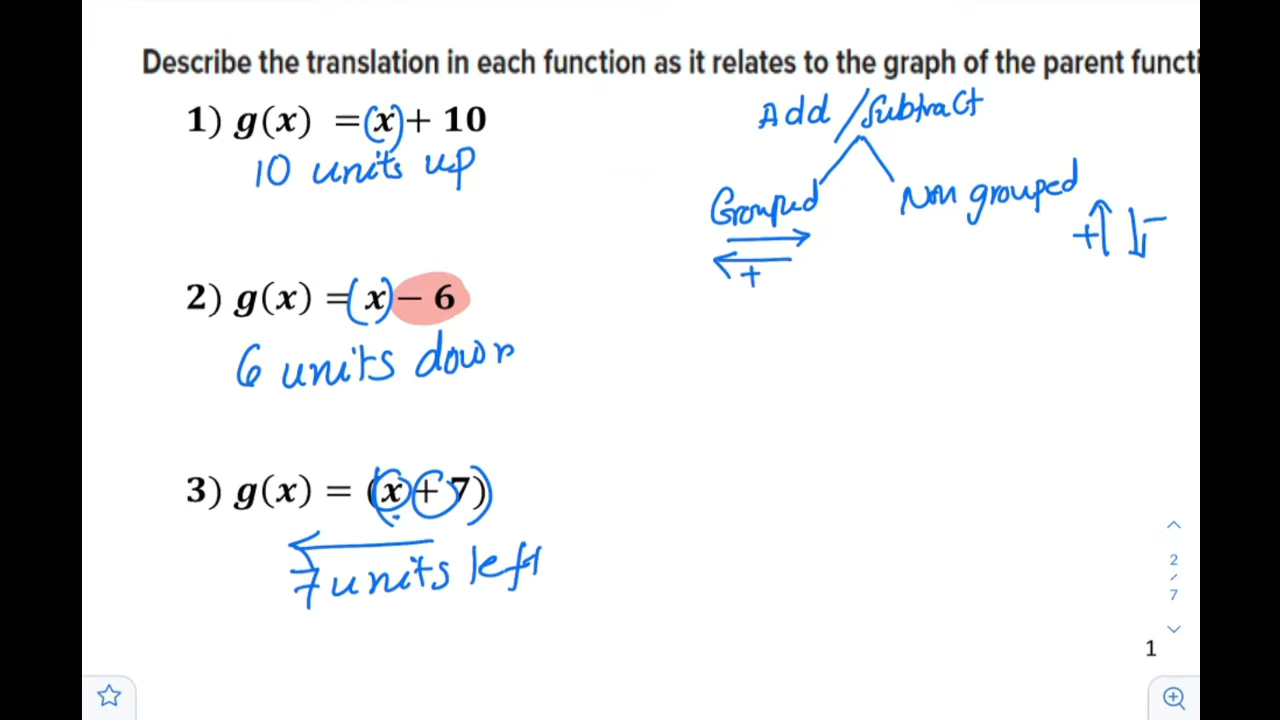 Describe the translation in each function as it relates to the graph of the parent functi
1) g(x) = (x) + 10
10 units up
Add / Subtract
Grouped
Non grouped
+
+ -
2) g(x) = (x) - 6
6 units down
3) g(x) = (x + 7)
7 units left
2
/
7
1